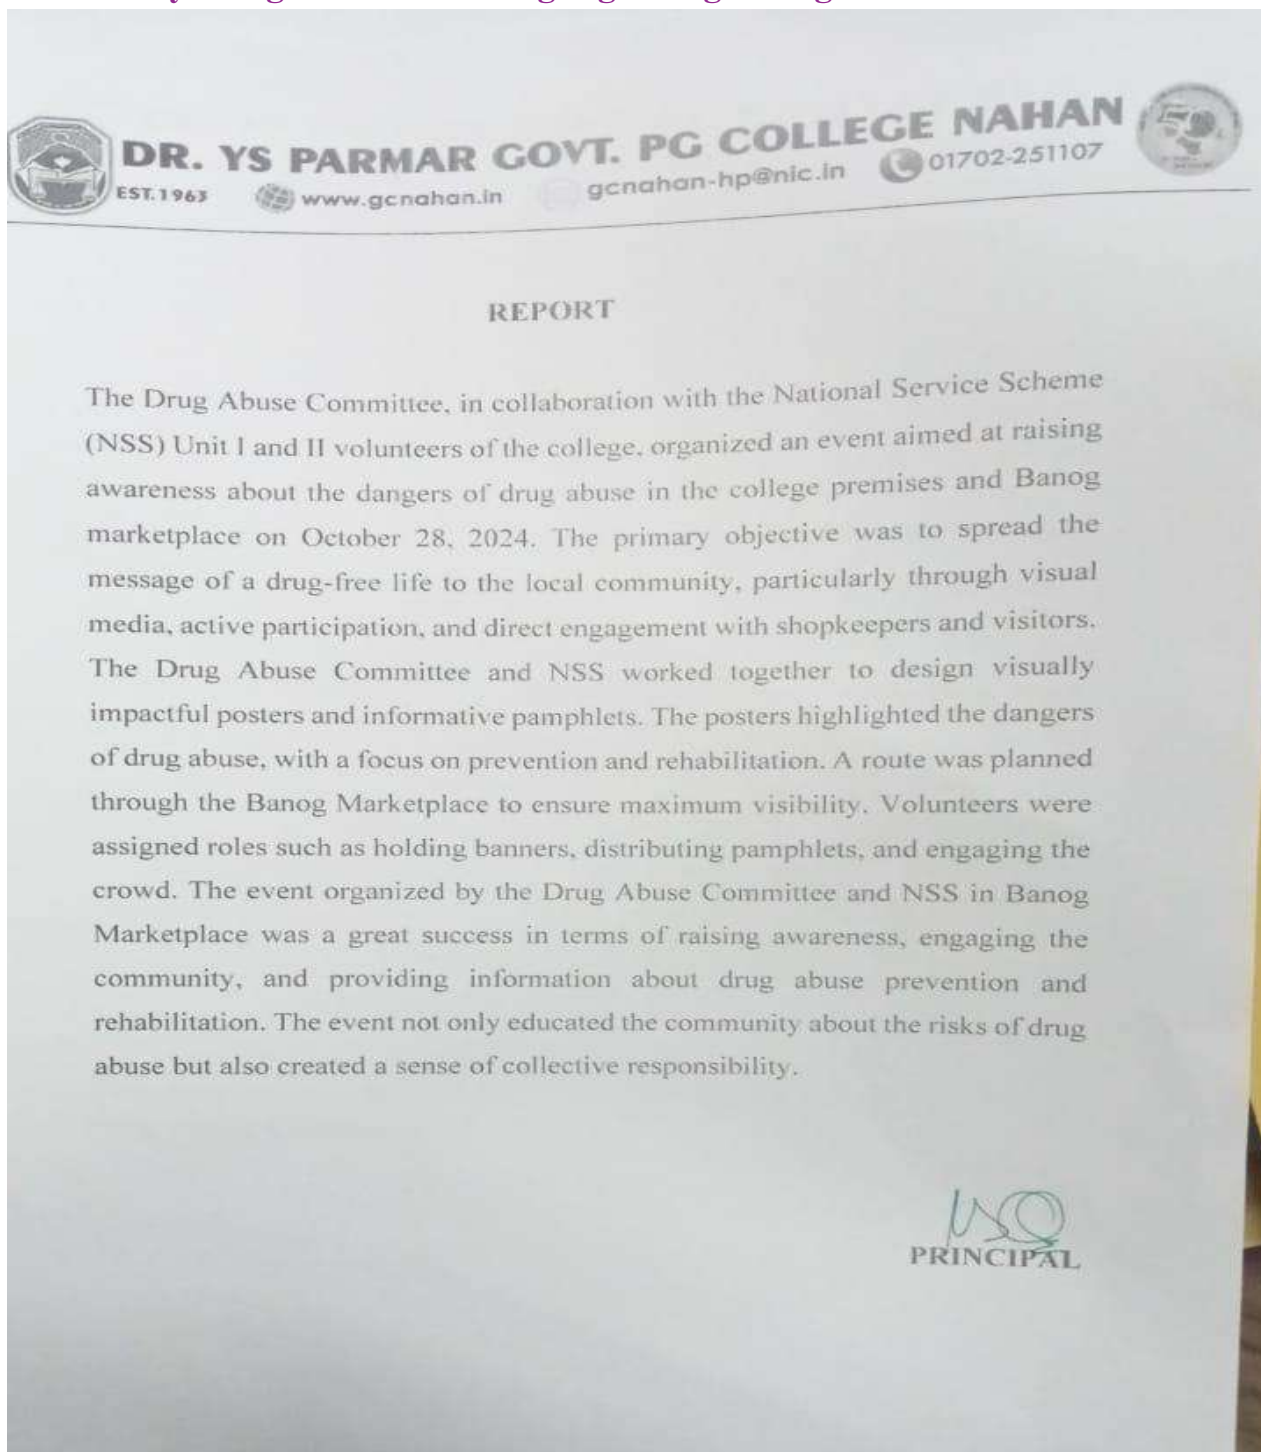 DR. YS PARMAR GOVT. PG COLLEGE NAHAN
EST.1963 www.gcnahan.in gcnahan-hp@nic.in 01702-251107
REPORT
The Drug Abuse Committee, in collaboration with the National Service Scheme
(NSS) Unit I and II volunteers of the college, organized an event aimed at raising
awareness about the dangers of drug abuse in the college premises and Banog
marketplace on October 28, 2024. The primary objective was to spread the
message of a drug-free life to the local community, particularly through visual
media, active participation, and direct engagement with shopkeepers and visitors.
The Drug Abuse Committee and NSS worked together to design visually
impactful posters and informative pamphlets. The posters highlighted the dangers
of drug abuse, with a focus on prevention and rehabilitation. A route was planned
through the Banog Marketplace to ensure maximum visibility. Volunteers were
assigned roles such as holding banners, distributing pamphlets, and engaging the
crowd. The event organized by the Drug Abuse Committee and NSS in Banog
Marketplace was a great success in terms of raising awareness, engaging the
community, and providing information about drug abuse prevention and
rehabilitation. The event not only educated the community about the risks of drug
abuse but also created a sense of collective responsibility.
PRINCIPAL